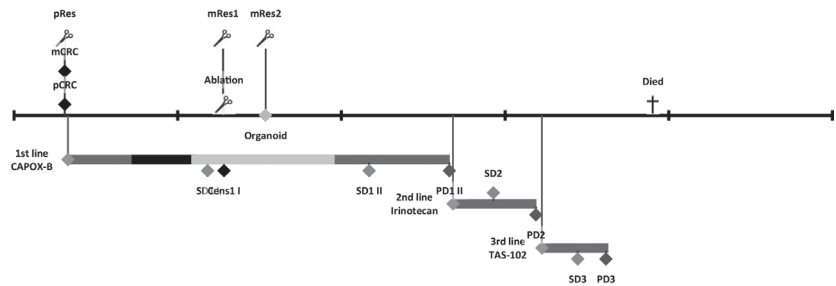 pRes
mRes1
mRes2
mCRC
pCRC
Ablation
Died
Organoid
1st line
CAPOX-B
Cens1 I
SD1 II
PD1 II
2nd line
Irinotecan
SD2
PD2
3rd line
TAS-102
SD3
PD3